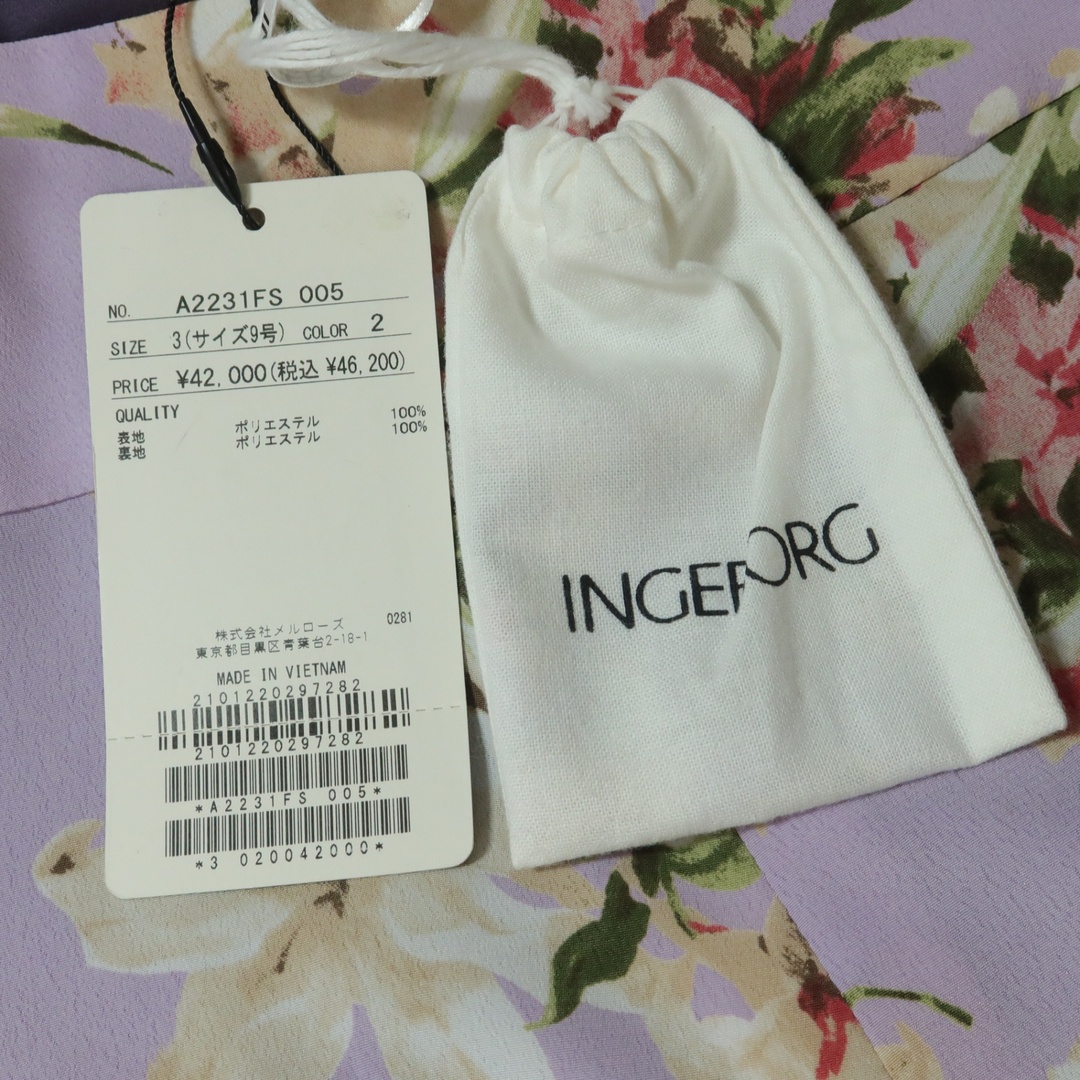 NO. A2231FS 005
SIZE 3(サイズ9号) COLOR 2
PRICE ¥42,000(税込 ¥46,200)
QUALITY
表地 ポリエステル 100%
裏地 ポリエステル 100%
株式会社メルローズ 0281
東京都目黒区青葉台2-18-1
MADE IN VIETNAM
2101220297282
2101220297282
*A2231FS 005*
*3 020042000*
INGEBORG